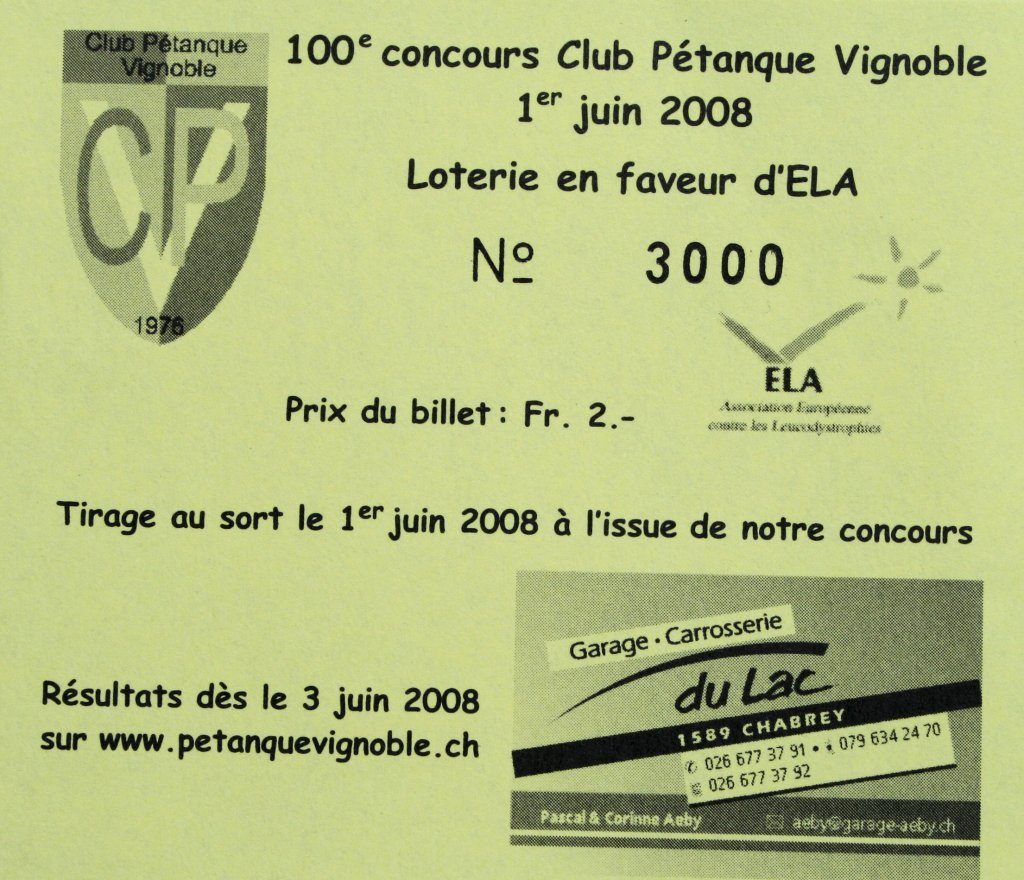 Club Pétanque
Vignoble
CP
1976
100e concours Club Pétanque Vignoble
1er juin 2008
Loterie en faveur d'ELA
Nº 3000
ELA
Association Européenne
contre les Leucodystrophies
Prix du billet : Fr. 2.-
Tirage au sort le 1er juin 2008 à l'issue de notre concours
Résultats dès le 3 juin 2008
sur www.petanquevignoble.ch
Garage • Carrosserie
du Lac
1589 CHABREY
026 677 37 91 • 079 634 24 70
026 677 37 92
Pascal & Corinne Aeby
aeby@garage-aeby.ch